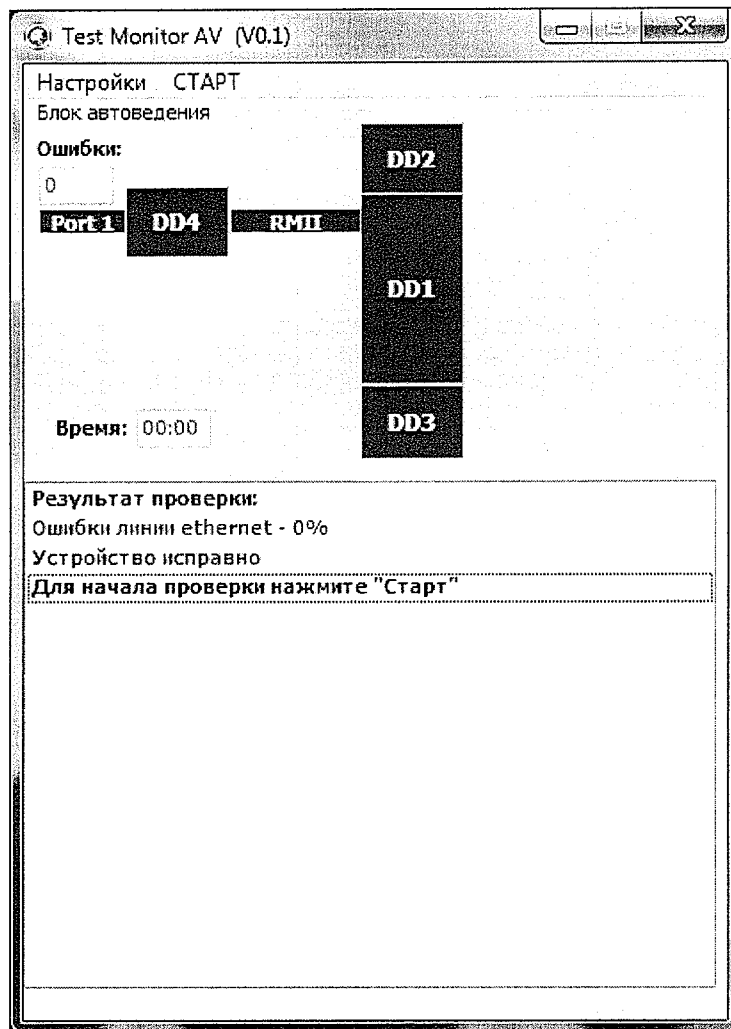 Test Monitor AV (V0.1)
Настройки СТАРТ
Блок автоведения
Ошибки:
0
DD2
Port 1 DD4 RMII
DD1
Время: 00:00
DD3
Результат проверки:
Ошибки линии ethernet - 0%
Устройство исправно
Для начала проверки нажмите "Старт"